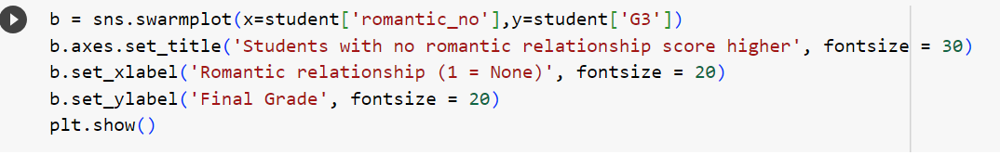 b = sns.swarmplot(x=student['romantic_no'],y=student['G3'])
b.axes.set_title('Students with no romantic relationship score higher', fontsize = 30)
b.set_xlabel('Romantic relationship (1 = None)', fontsize = 20)
b.set_ylabel('Final Grade', fontsize = 20)
plt.show()